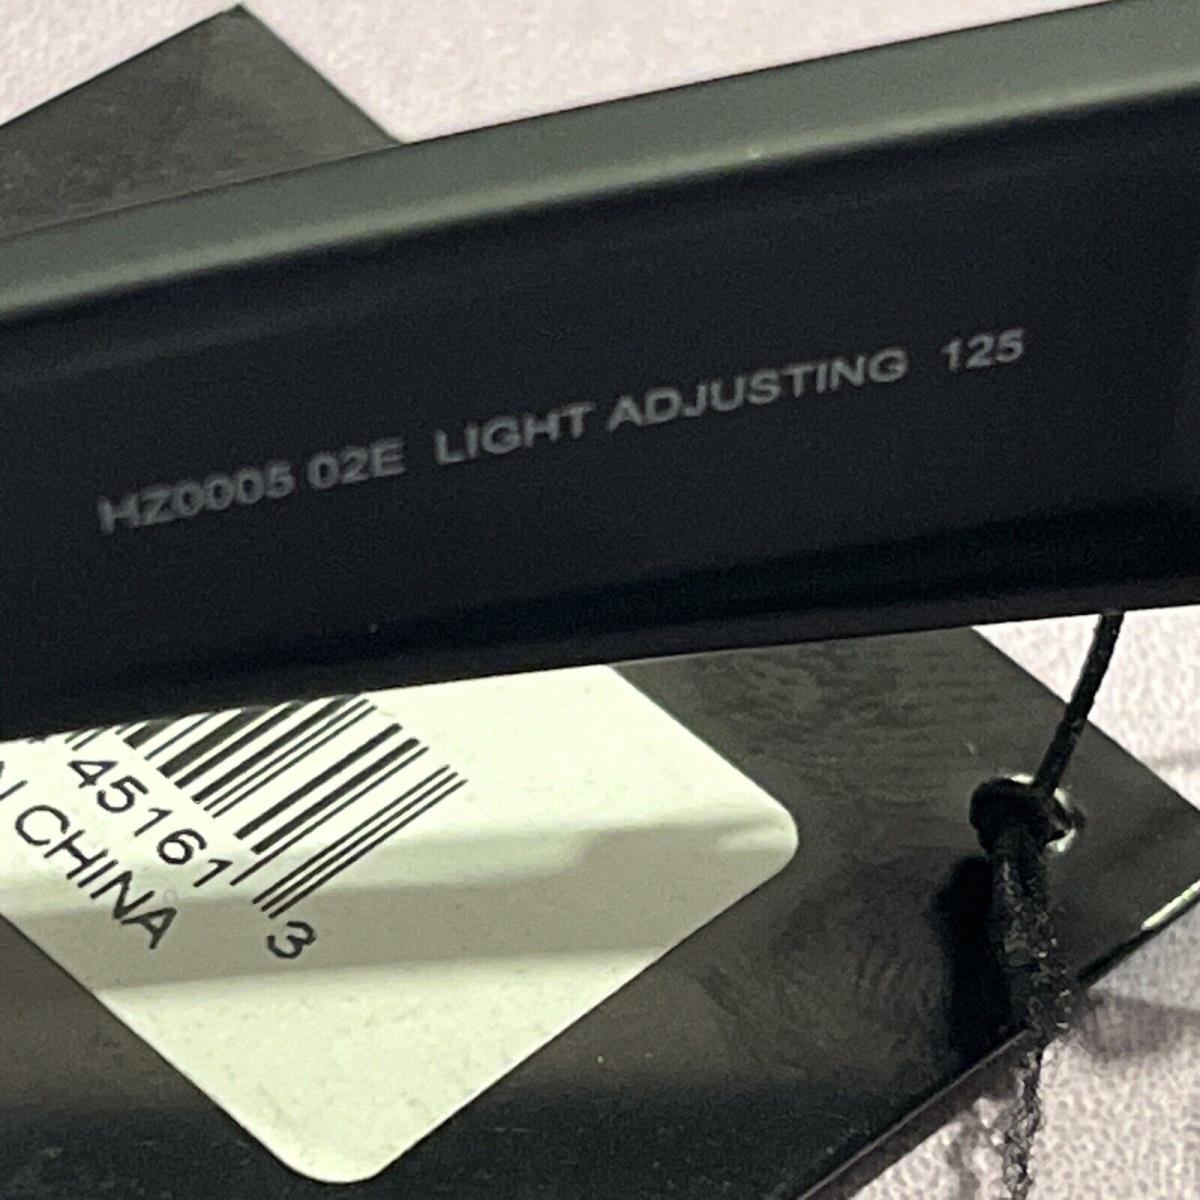 HZ0005 02E LIGHT ADJUSTING 125
45161 3
N CHINA